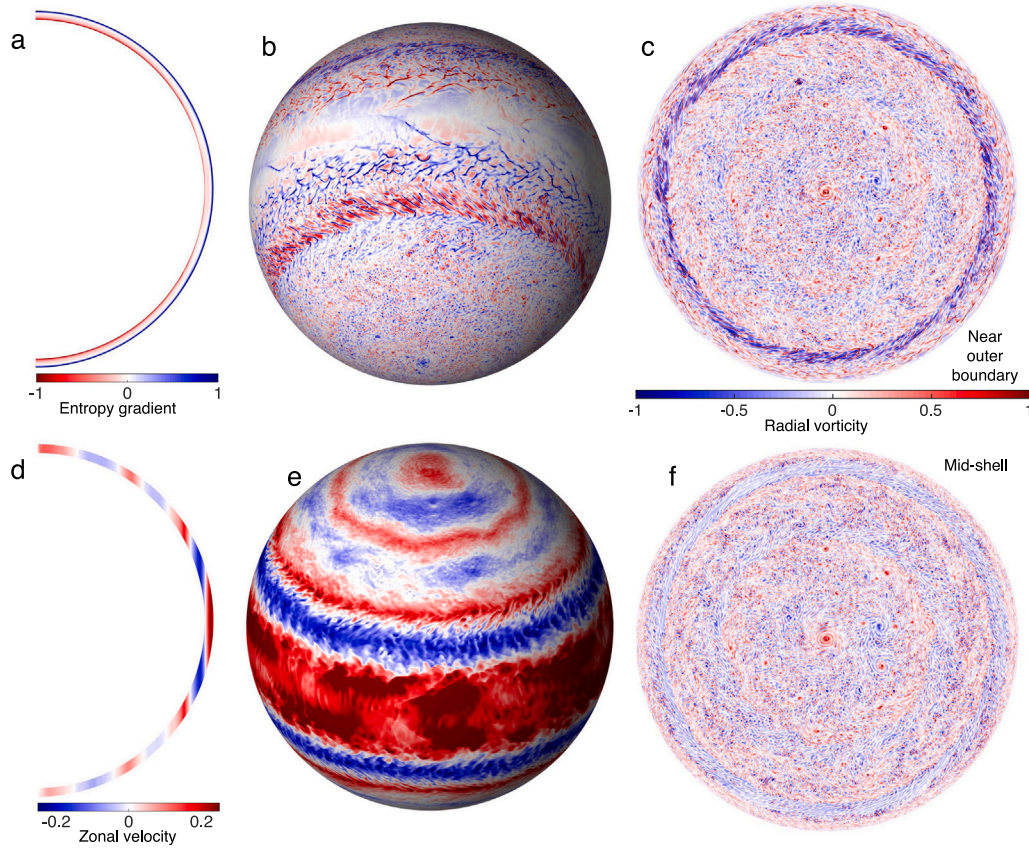 a
b
c
Near
outer
boundary
-1 0 1
Entropy gradient
-1 -0.5 0 0.5 1
Radial vorticity
d
e
f
Mid-shell
-0.2 0 0.2
Zonal velocity